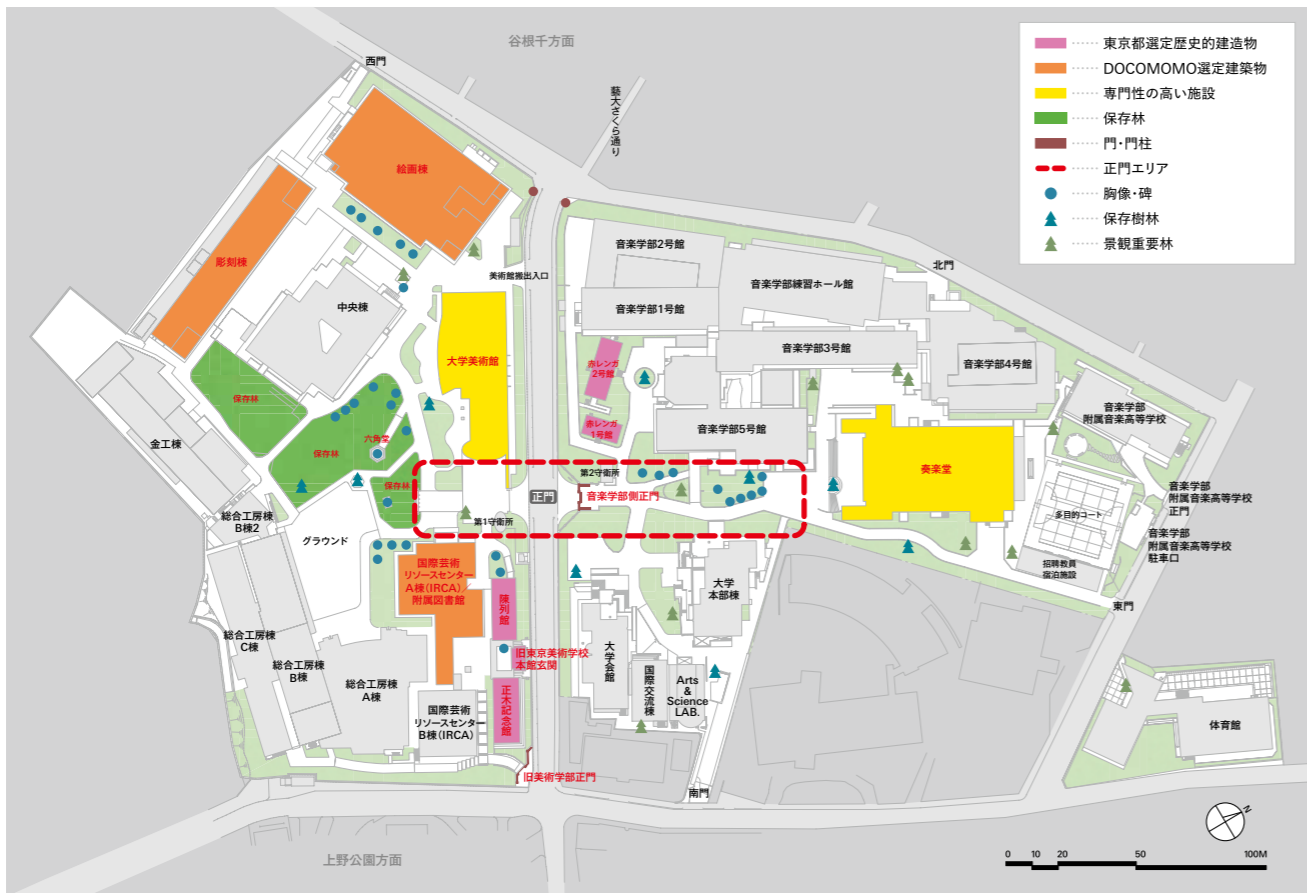 谷根千方面
西門
藝大さくら通り
東京都選定歴史的建造物
DOCOMOMO選定建築物
専門性の高い施設
保存林
門・門柱
正門エリア
胸像・碑
保存樹林
景観重要林
絵画棟
彫刻棟
中央棟
美術館搬出入口
大学美術館
音楽学部2号館
音楽学部1号館
音楽学部練習ホール館
北門
音楽学部3号館
音楽学部4号館
赤レンガ
2号館
赤レンガ
1号館
音楽学部5号館
音楽学部
附属音楽高等学校
奏楽堂
保存林
金工棟
六角堂
保存林
保存林
第2守衛所
正門
音楽学部側正門
第1守衛所
多目的コート
音楽学部
附属音楽高等学校
正門
音楽学部
附属音楽高等学校
駐車口
招聘教員
宿泊施設
東門
総合工房棟
B棟2
グラウンド
国際芸術
リソースセンター
A棟(IRCA)
附属図書館
陳列館
大学
本部棟
総合工房棟
C棟
総合工房棟
B棟
総合工房棟
A棟
旧東京美術学校
本館玄関
大学会館
国際交流棟
Arts
&
Science
LAB.
国際芸術
リソースセンター
B棟(IRCA)
正木記念館
旧美術学部正門
南門
体育館
上野公園方面
N
0 10 20 50 100M